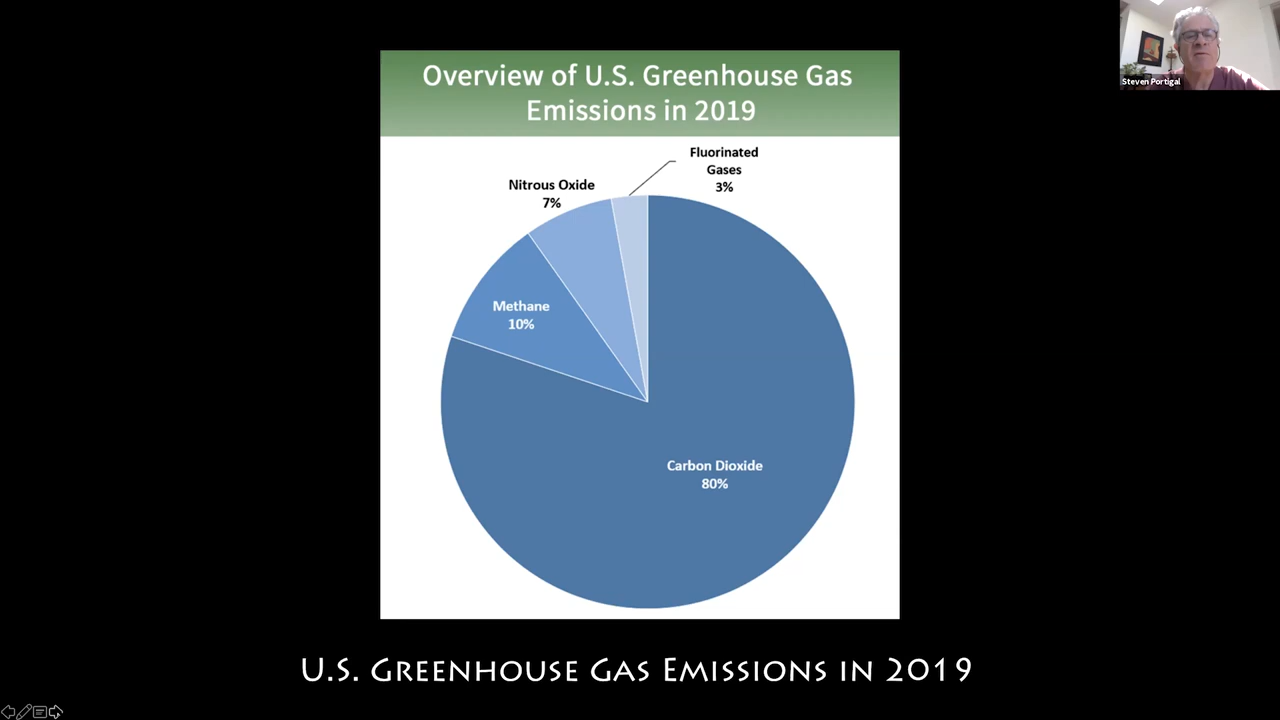 Overview of U.S. Greenhouse Gas
Emissions in 2019
Fluorinated
Gases
3%
Nitrous Oxide
7%
Methane
10%
Carbon Dioxide
80%
U.S. Greenhouse Gas Emissions in 2019
Steven Portigal